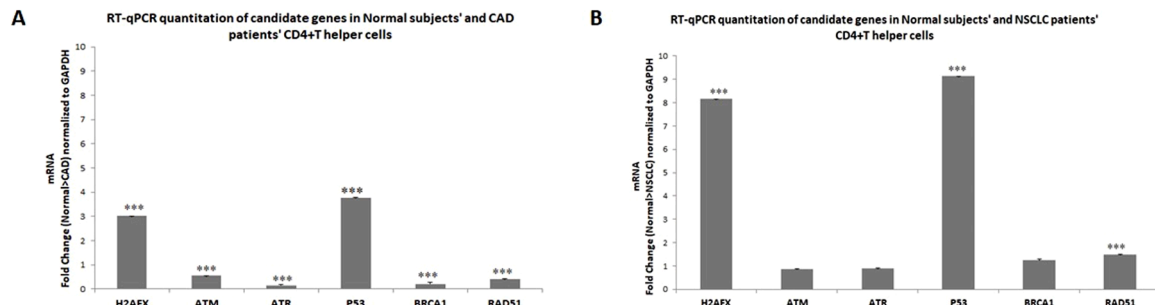 A
RT-qPCR quantitation of candidate genes in Normal subjects' and CAD
patients' CD4+T helper cells
mRNA
Fold Change (Normal>CAD) normalized to GAPDH
10
9
8
7
6
5
4
3
2
1
0
***
***
***
***
***
***
H2AFX
ATM
ATR
P53
BRCA1
RAD51
B
RT-qPCR quantitation of candidate genes in Normal subjects' and NSCLC patients'
CD4+T helper cells
mRNA
Fold Change (Normal>NSCLC) normalized to GAPDH
10
9
8
7
6
5
4
3
2
1
0
***
***
***
H2AFX
ATM
ATR
P53
BRCA1
RAD51